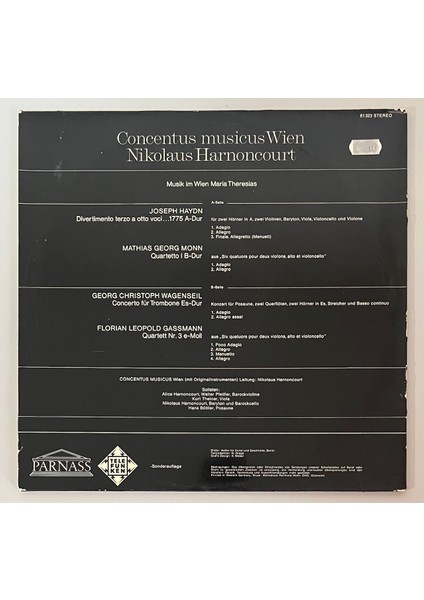 61323 STEREO
Concentus musicus Wien
Nikolaus Harnoncourt
Musik im Wien Maria Theresias
A-Seite
JOSEPH HAYDN
Divertimento terzo a otto voci...1775 A-Dur
für zwei Hörner in A, zwei Violinen, Baryton, Viola, Violoncello und Violone
1. Adagio
2. Allegro
3. Finale. Allegretto (Menuett)
MATHIAS GEORG MONN
Quartetto I B-Dur
aus „Six quatuors pour deux violons, alto et violoncello“
1. Adagio
2. Allegro
B-Seite
GEORG CHRISTOPH WAGENSEIL
Concerto für Trombone Es-Dur
Konzert für Posaune, zwei Querflöten, zwei Hörner in Es, Streicher und Basso continuo
1. Adagio
2. Allegro assai
FLORIAN LEOPOLD GASSMANN
Quartett Nr. 3 e-Moll
aus „Six quatuors pour deux violons, alto et violoncello“
1. Poco Adagio
2. Allegro
3. Menuetto
4. Allegro
CONCENTUS MUSICUS Wien (mit Originalinstrumenten) Leitung: Nikolaus Harnoncourt
Solisten:
Alice Harnoncourt, Walter Pfeiffer, Barockvioline
Kurt Theiner, Viola
Nikolaus Harnoncourt, Baryton und Barockcello
Hans Pöttler, Posaune
PARNASS
TELE
FUN
KEN
-Sonderauflage